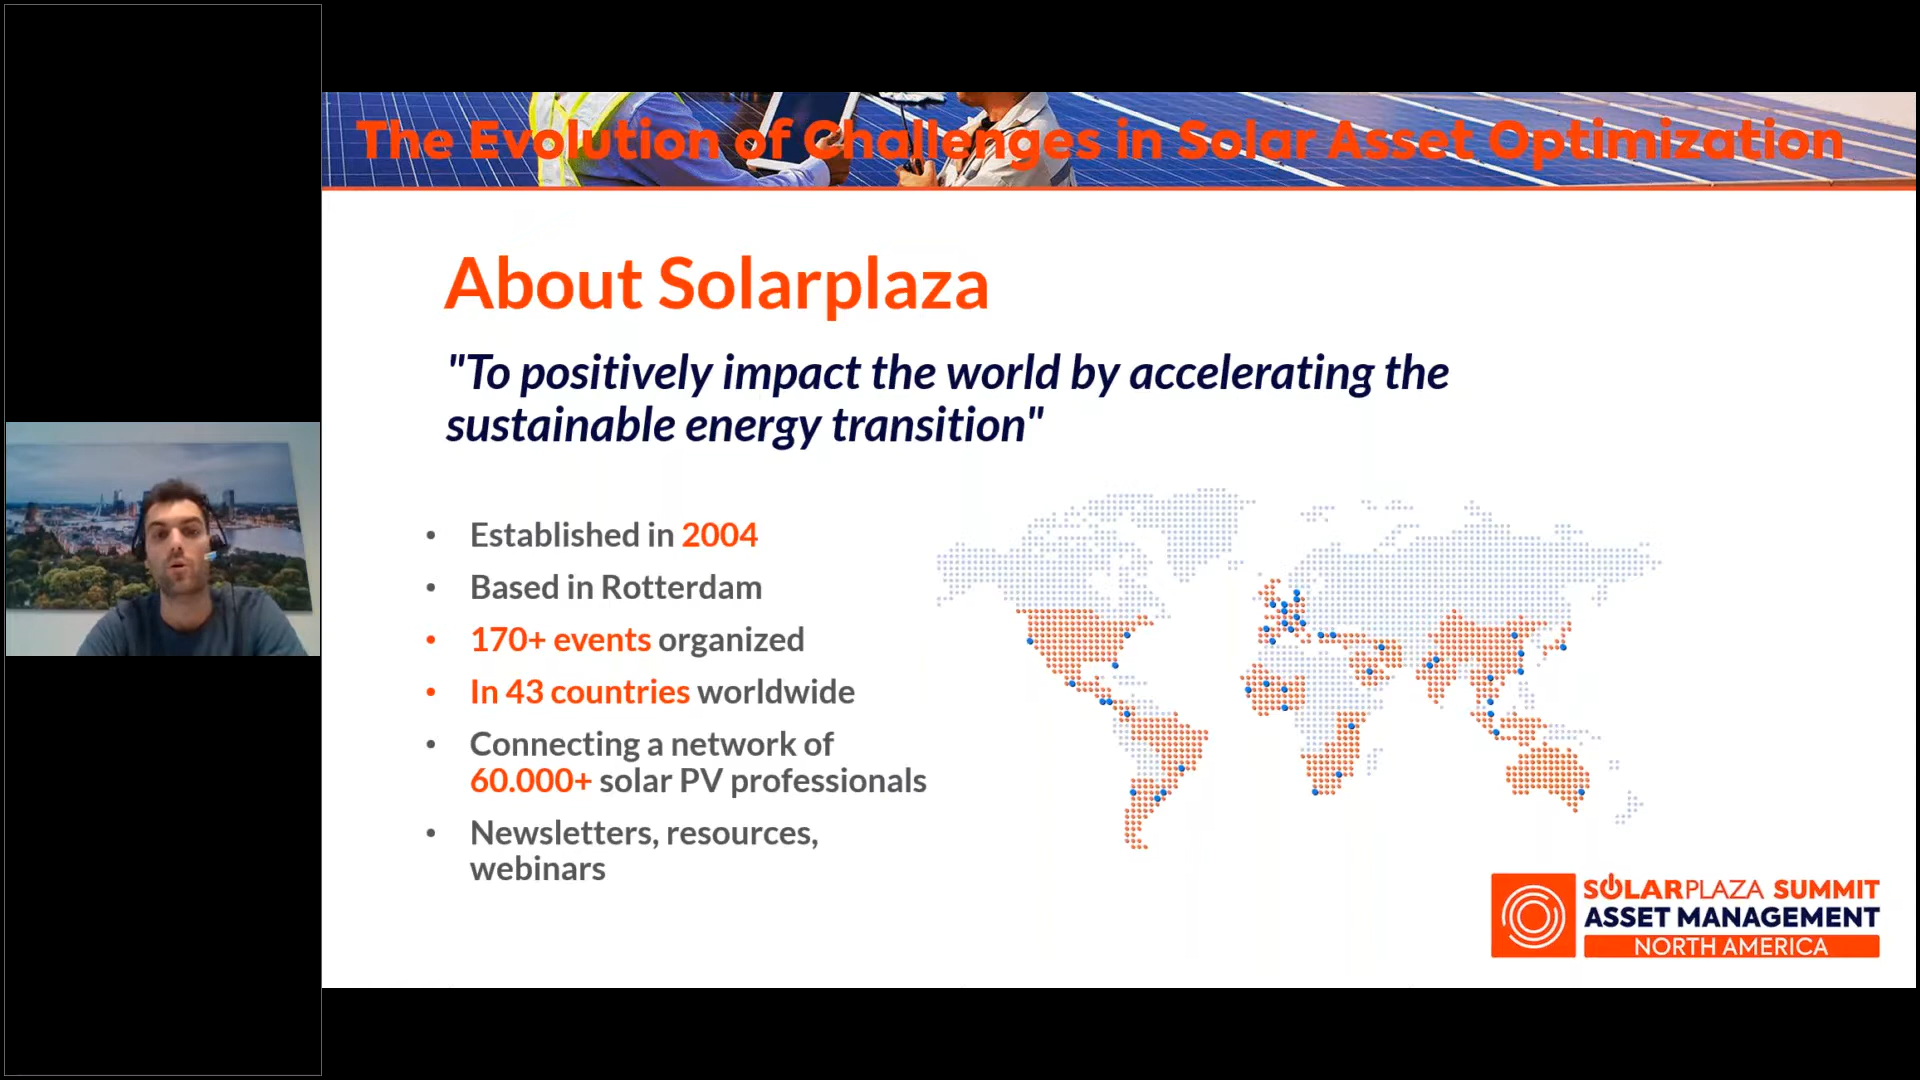 The Evolution of Challenges in Solar Asset Optimization
About Solarplaza
"To positively impact the world by accelerating the
sustainable energy transition"
• Established in 2004
• Based in Rotterdam
• 170+ events organized
• In 43 countries worldwide
• Connecting a network of
60.000+ solar PV professionals
• Newsletters, resources,
webinars
SOLARPLAZA SUMMIT
ASSET MANAGEMENT
NORTH AMERICA